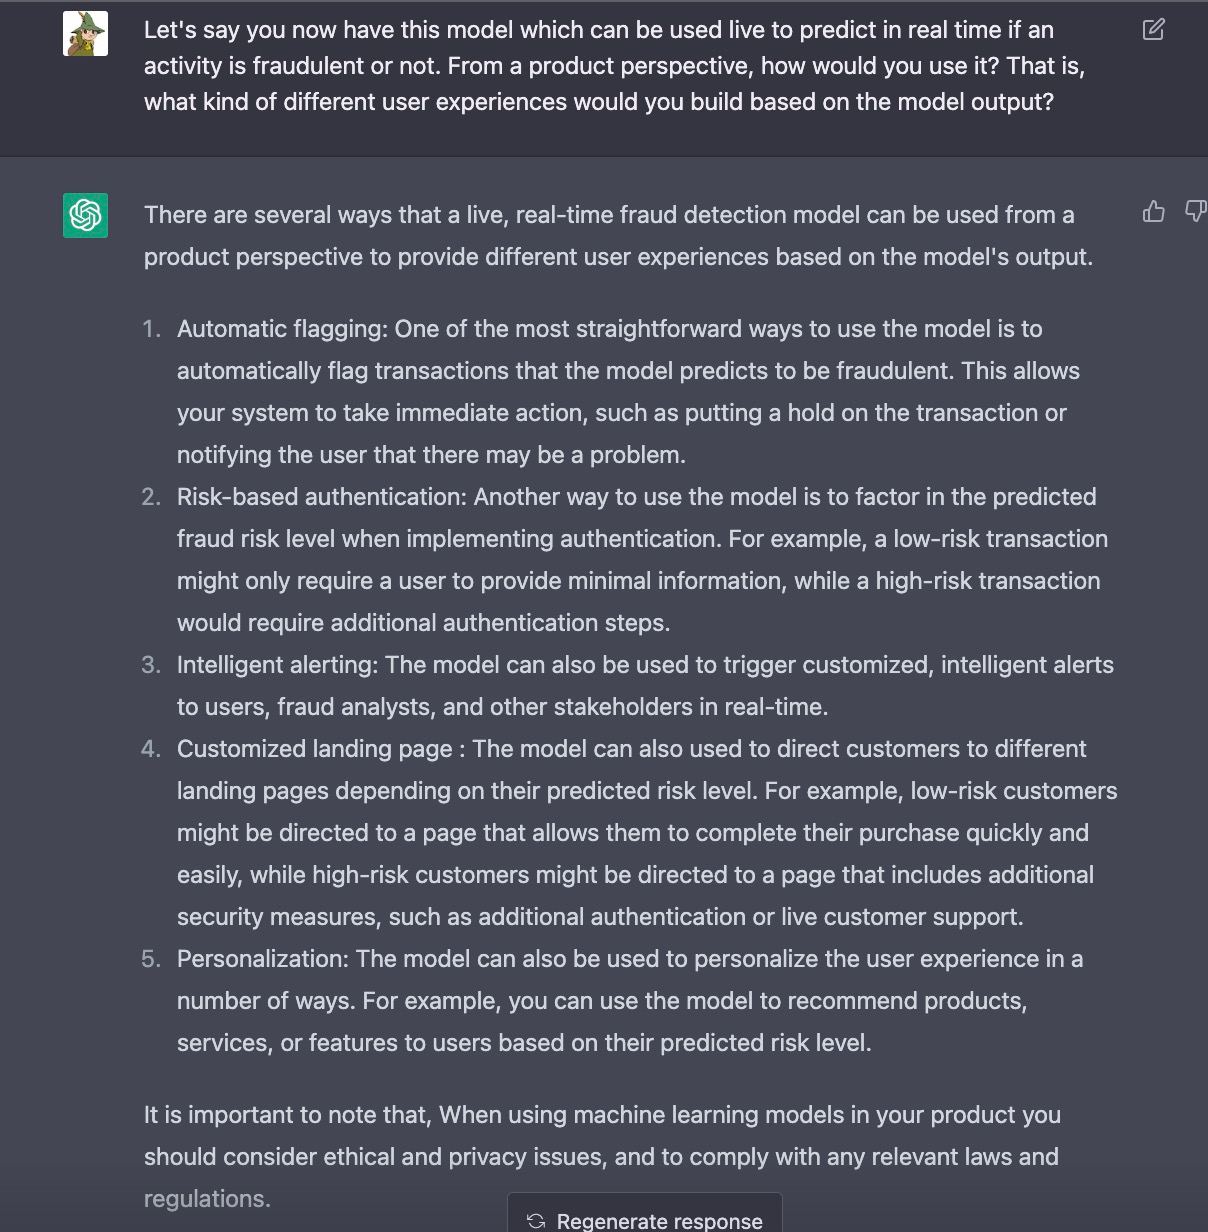 Let's say you now have this model which can be used live to predict in real time if an
activity is fraudulent or not. From a product perspective, how would you use it? That is,
what kind of different user experiences would you build based on the model output?
There are several ways that a live, real-time fraud detection model can be used from a
product perspective to provide different user experiences based on the model's output.
1. Automatic flagging: One of the most straightforward ways to use the model is to
automatically flag transactions that the model predicts to be fraudulent. This allows
your system to take immediate action, such as putting a hold on the transaction or
notifying the user that there may be a problem.
2. Risk-based authentication: Another way to use the model is to factor in the predicted
fraud risk level when implementing authentication. For example, a low-risk transaction
might only require a user to provide minimal information, while a high-risk transaction
would require additional authentication steps.
3. Intelligent alerting: The model can also be used to trigger customized, intelligent alerts
to users, fraud analysts, and other stakeholders in real-time.
4. Customized landing page : The model can also used to direct customers to different
landing pages depending on their predicted risk level. For example, low-risk customers
might be directed to a page that allows them to complete their purchase quickly and
easily, while high-risk customers might be directed to a page that includes additional
security measures, such as additional authentication or live customer support.
5. Personalization: The model can also be used to personalize the user experience in a
number of ways. For example, you can use the model to recommend products,
services, or features to users based on their predicted risk level.
It is important to note that, When using machine learning models in your product you
should consider ethical and privacy issues, and to comply with any relevant laws and
regulations.
Regenerate response